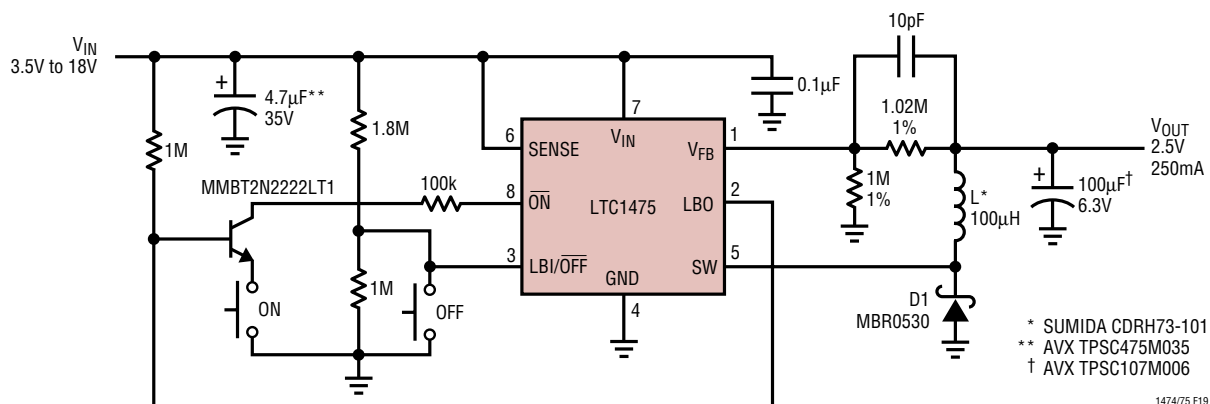 10pF
V_IN
3.5V to 18V
+
4.7µF**
35V
0.1µF
1.8M
7
1.02M
1%
6
SENSE
V_IN
V_FB
1
V_OUT
2.5V
250mA
1M
MMBT2N2222LT1
100k
8
O̅N̅
LTC1475
LBO
2
1M
1%
L*
100µH
+
100µF†
6.3V
3
LBI/O̅F̅F̅
SW
5
1M
GND
ON
OFF
4
D1
MBR0530
* SUMIDA CDRH73-101
** AVX TPSC475M035
† AVX TPSC107M006
1474/75 F19